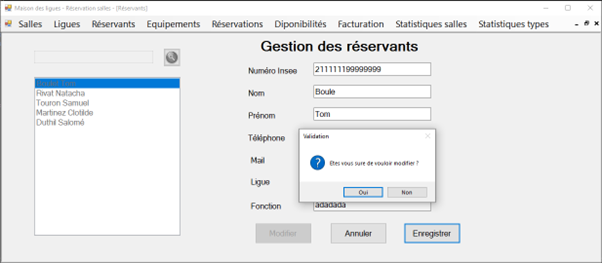 Maison des ligues - Réservation salles - [Réservants]
Salles Ligues Réservants Equipements Réservations Diponibilités Facturation Statistiques salles Statistiques types
Gestion des réservants
Numéro Insee 211111199999999
Nom Boule
Prénom Tom
Téléphone
Mail
Ligue
Fonction adadada
Rivat Natacha
Touron Samuel
Martinez Clotilde
Duthil Salomé
Validation
Etes vous sure de vouloir modifier ?
Oui Non
Modifier Annuler Enregistrer